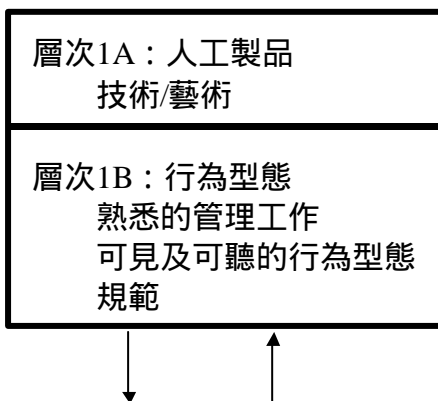 層次1A：人工製品
技術/藝術
層次1B：行為型態
熟悉的管理工作
可見及可聽的行為型態
規範